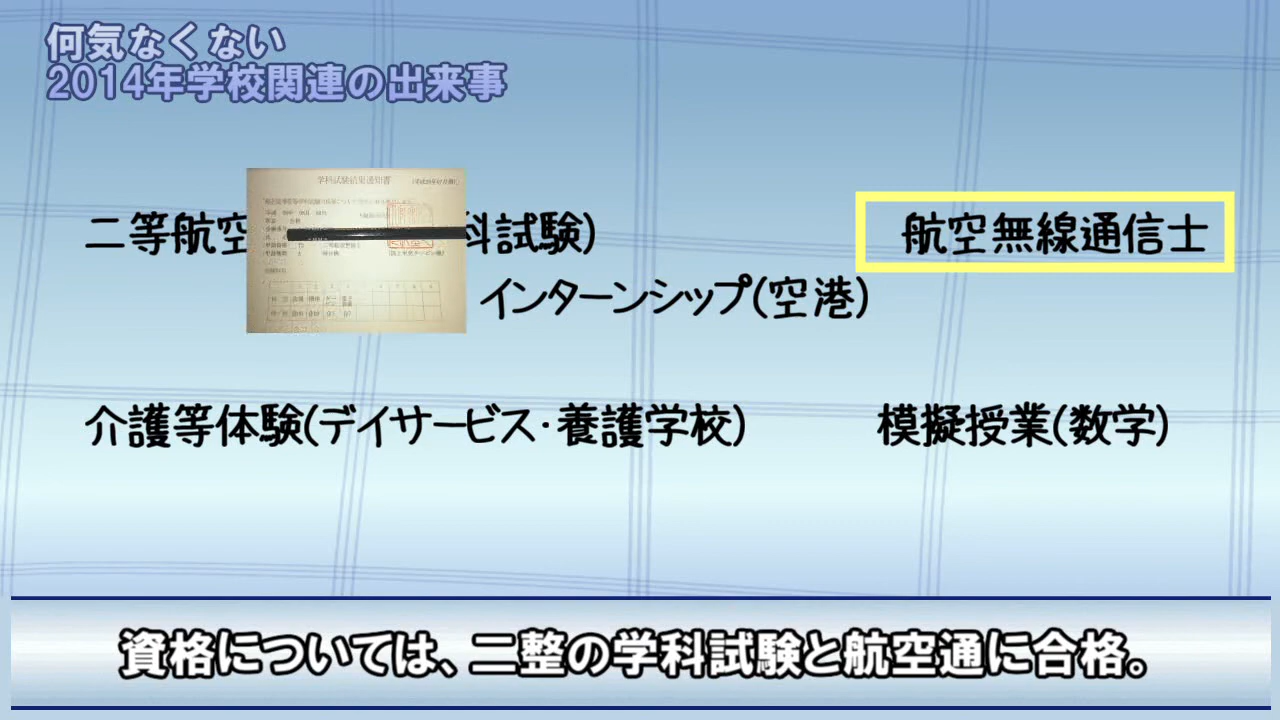 何気なくない
2014年学校関連の出来事
学科試験結果通知書
二等航空
科試験)
航空無線通信士
インターンシップ(空港)
介護等体験(デイサービス・養護学校)
模擬授業(数学)
資格については、二整の学科試験と航空通に合格。